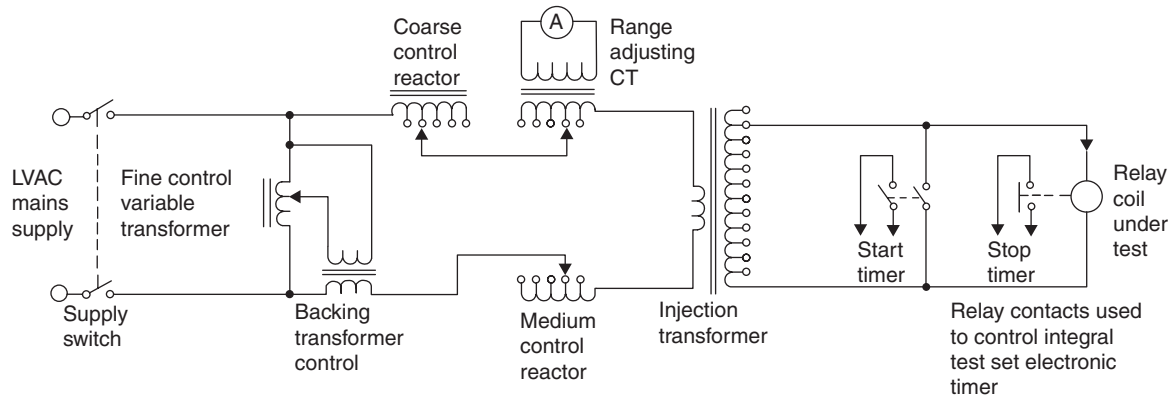 Coarse
control
reactor
A
Range
adjusting
CT
LVAC
mains
supply
Fine control
variable
transformer
Supply
switch
Backing
transformer
control
Medium
control
reactor
Injection
transformer
Start
timer
Stop
timer
Relay
coil
under
test
Relay contacts used
to control integral
test set electronic
timer